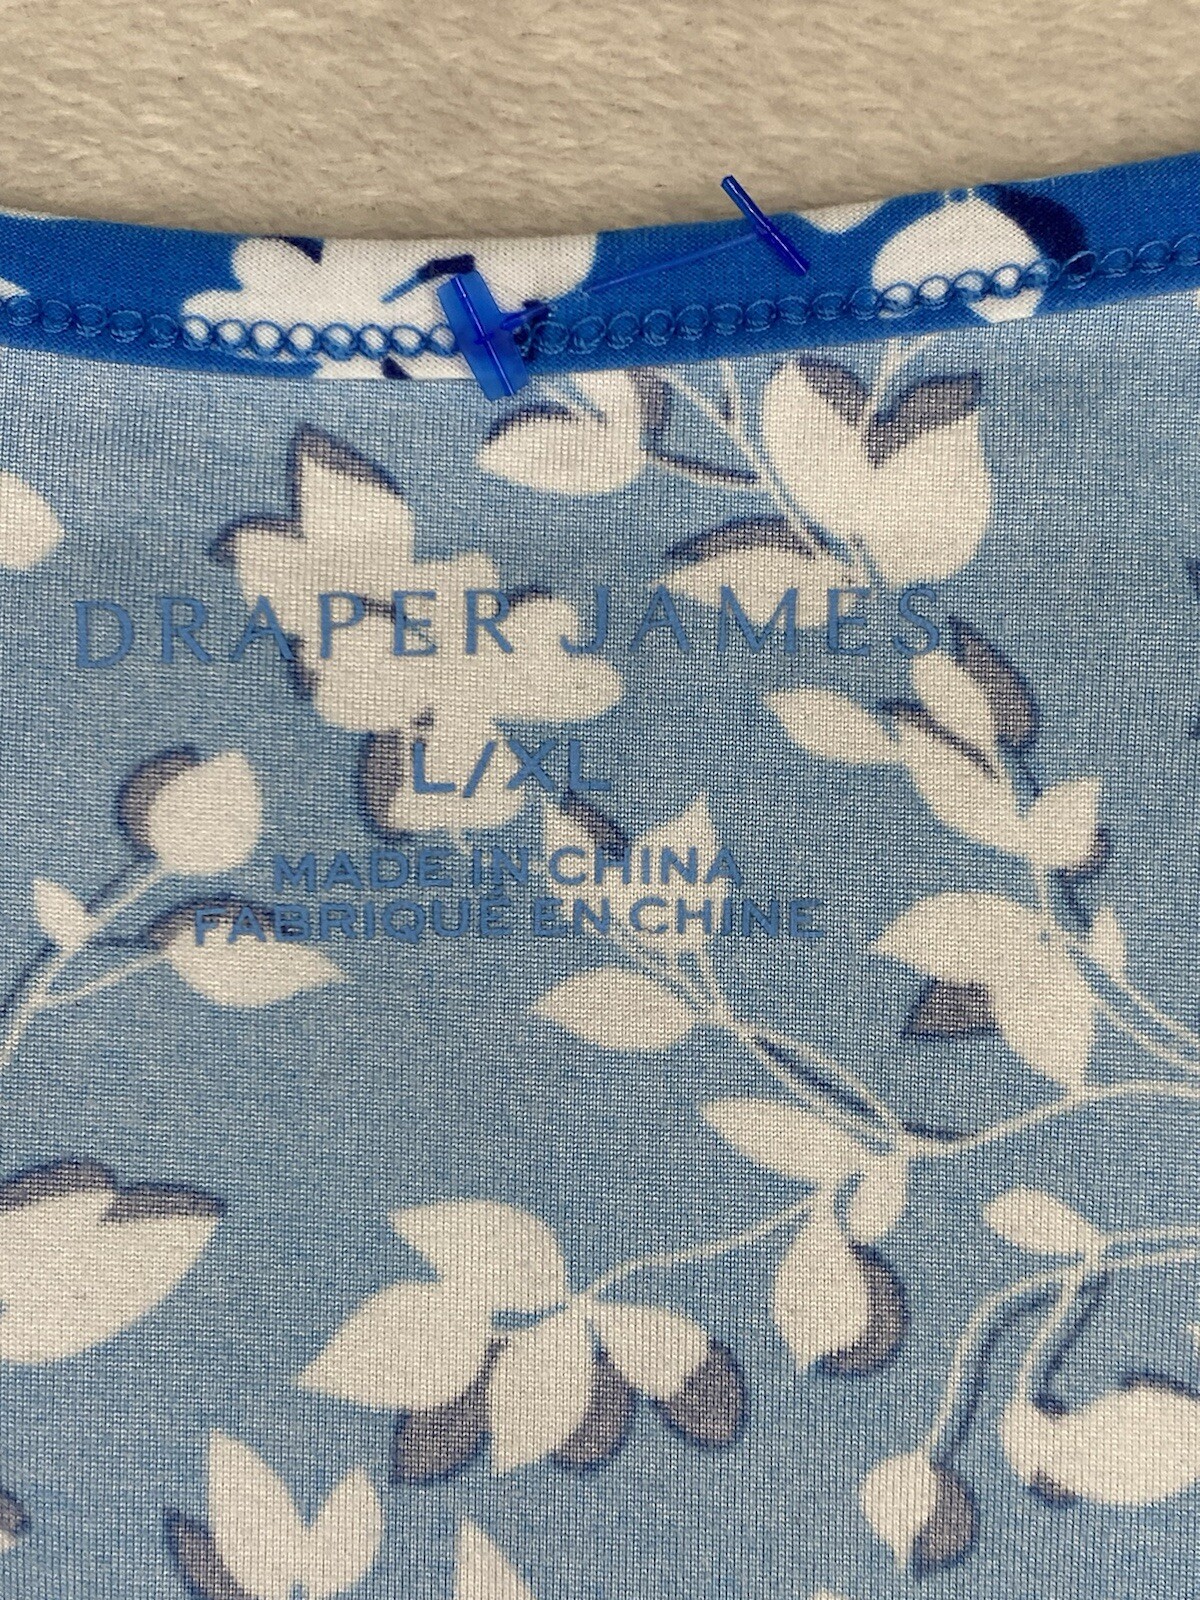 DRAPER JAMES
L/XL
MADE IN CHINA
FABRIQUÉ EN CHINE